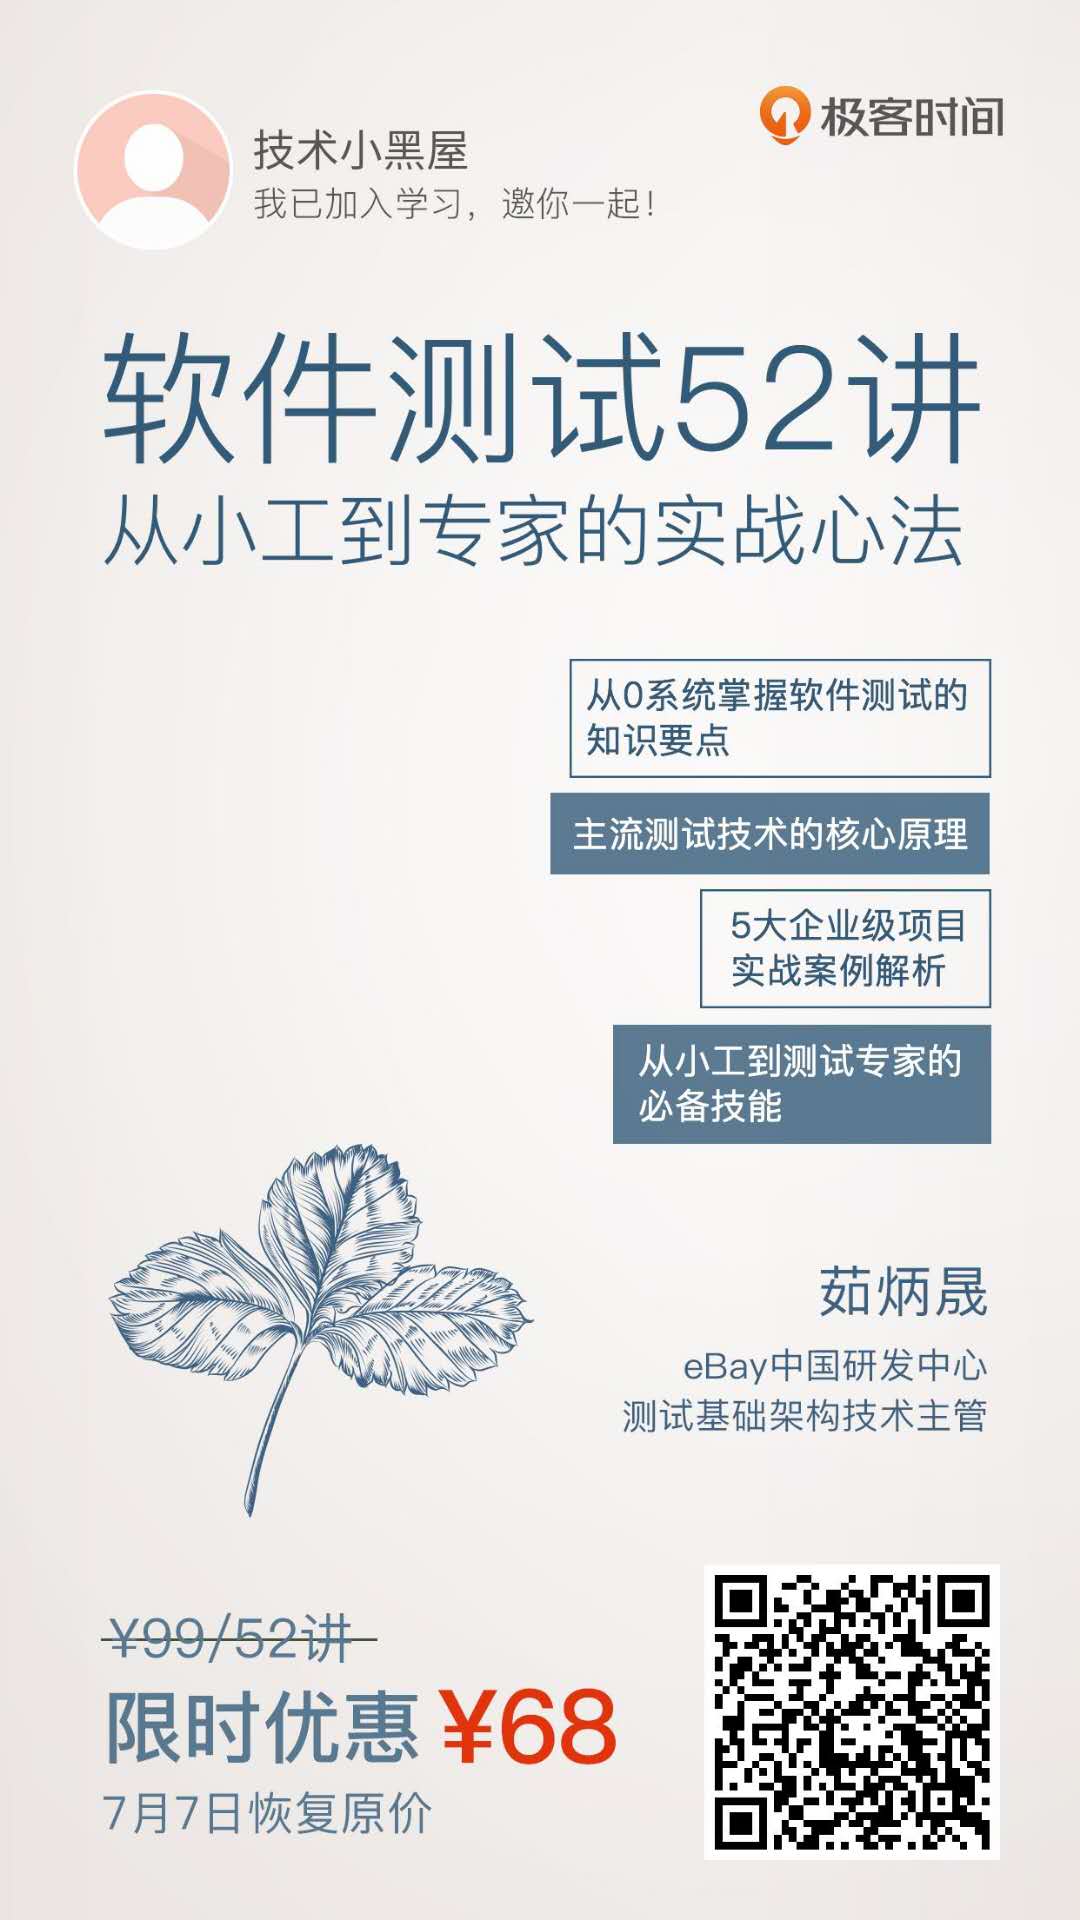 技术小黑屋
我已加入学习，邀你一起！
极客时间
软件测试52讲
从小工到专家的实战心法
从0系统掌握软件测试的
知识要点
主流测试技术的核心原理
5大企业级项目
实战案例解析
从小工到测试专家的
必备技能
茹炳晟
eBay中国研发中心
测试基础架构技术主管
¥99/52讲
限时优惠 ¥68
7月7日恢复原价